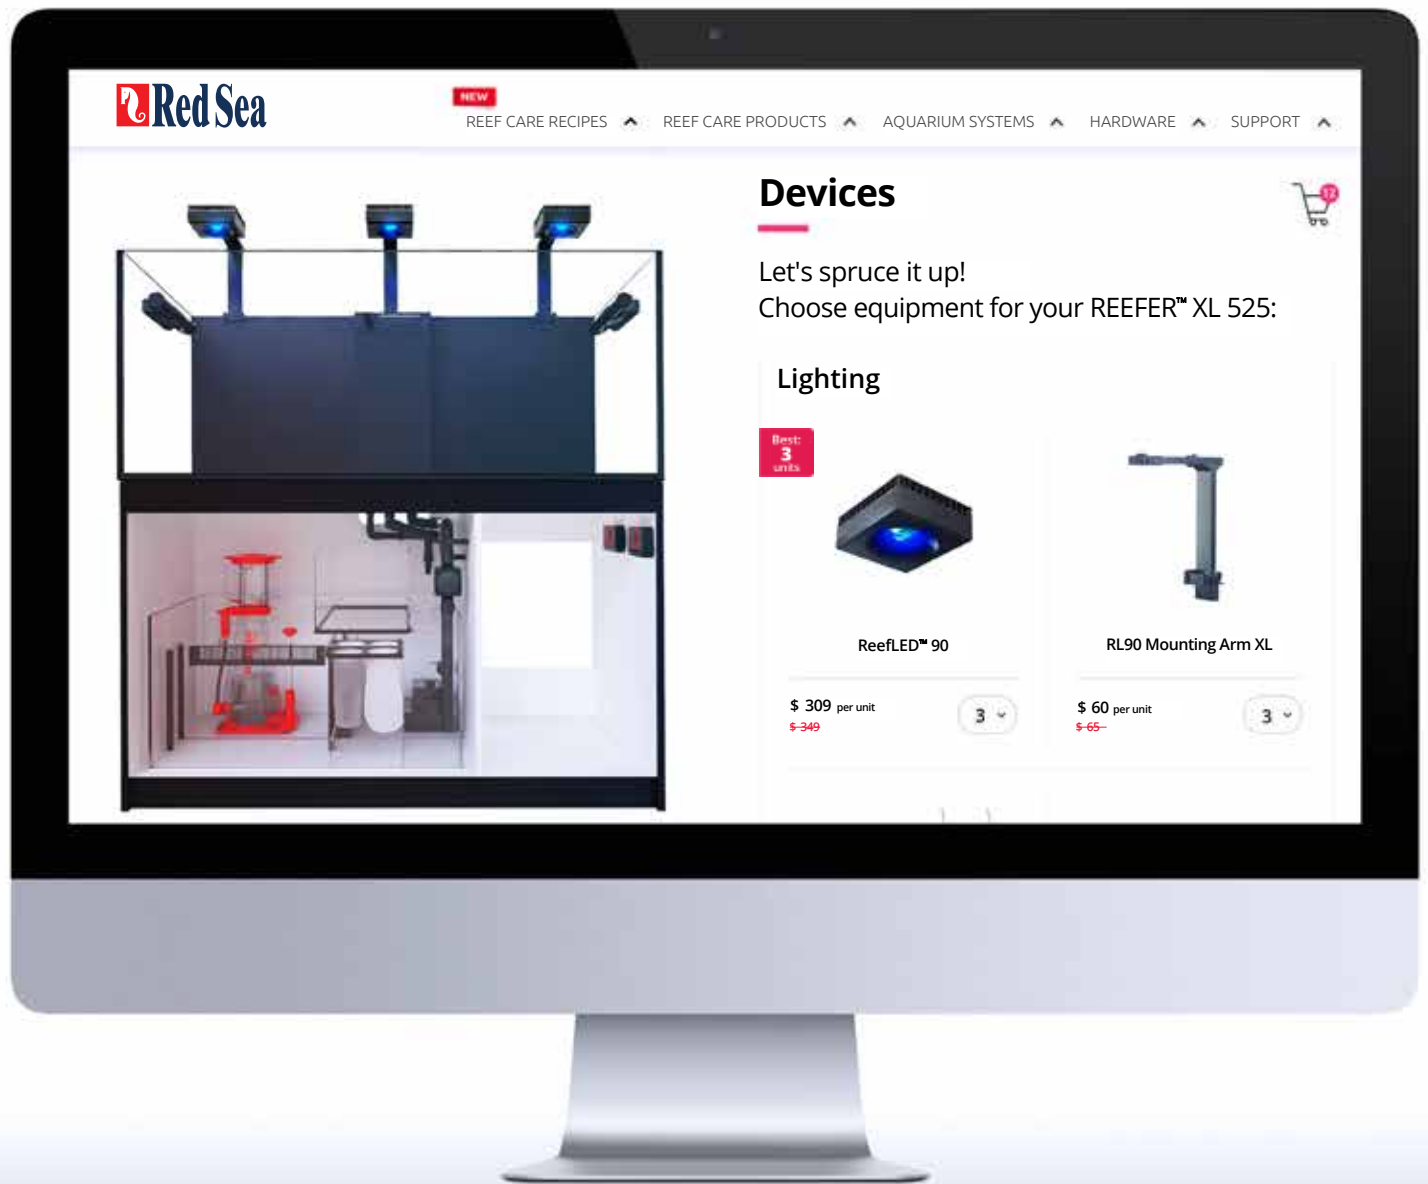 Red Sea
NEW
REEF CARE RECIPES
REEF CARE PRODUCTS
AQUARIUM SYSTEMS
HARDWARE
SUPPORT
Devices
12
Let's spruce it up!
Choose equipment for your REEFER™ XL 525:
Lighting
Best:
3
units
ReefLED™ 90
RL90 Mounting Arm XL
$ 309 per unit
3
$ 349
$ 60 per unit
3
$ 65